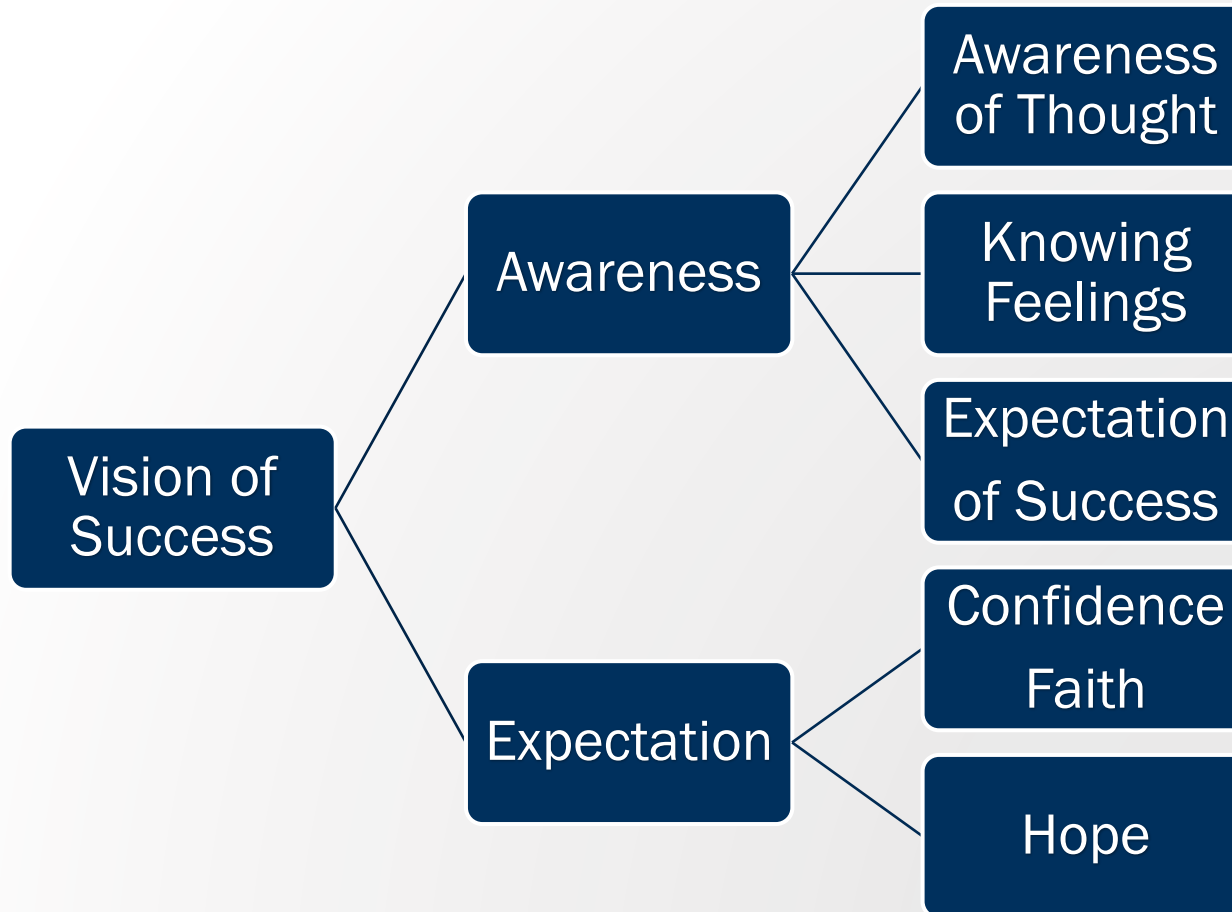 Vision of
Success
Awareness
Awareness
of Thought
Knowing
Feelings
Expectation
of Success
Expectation
Confidence
Faith
Hope